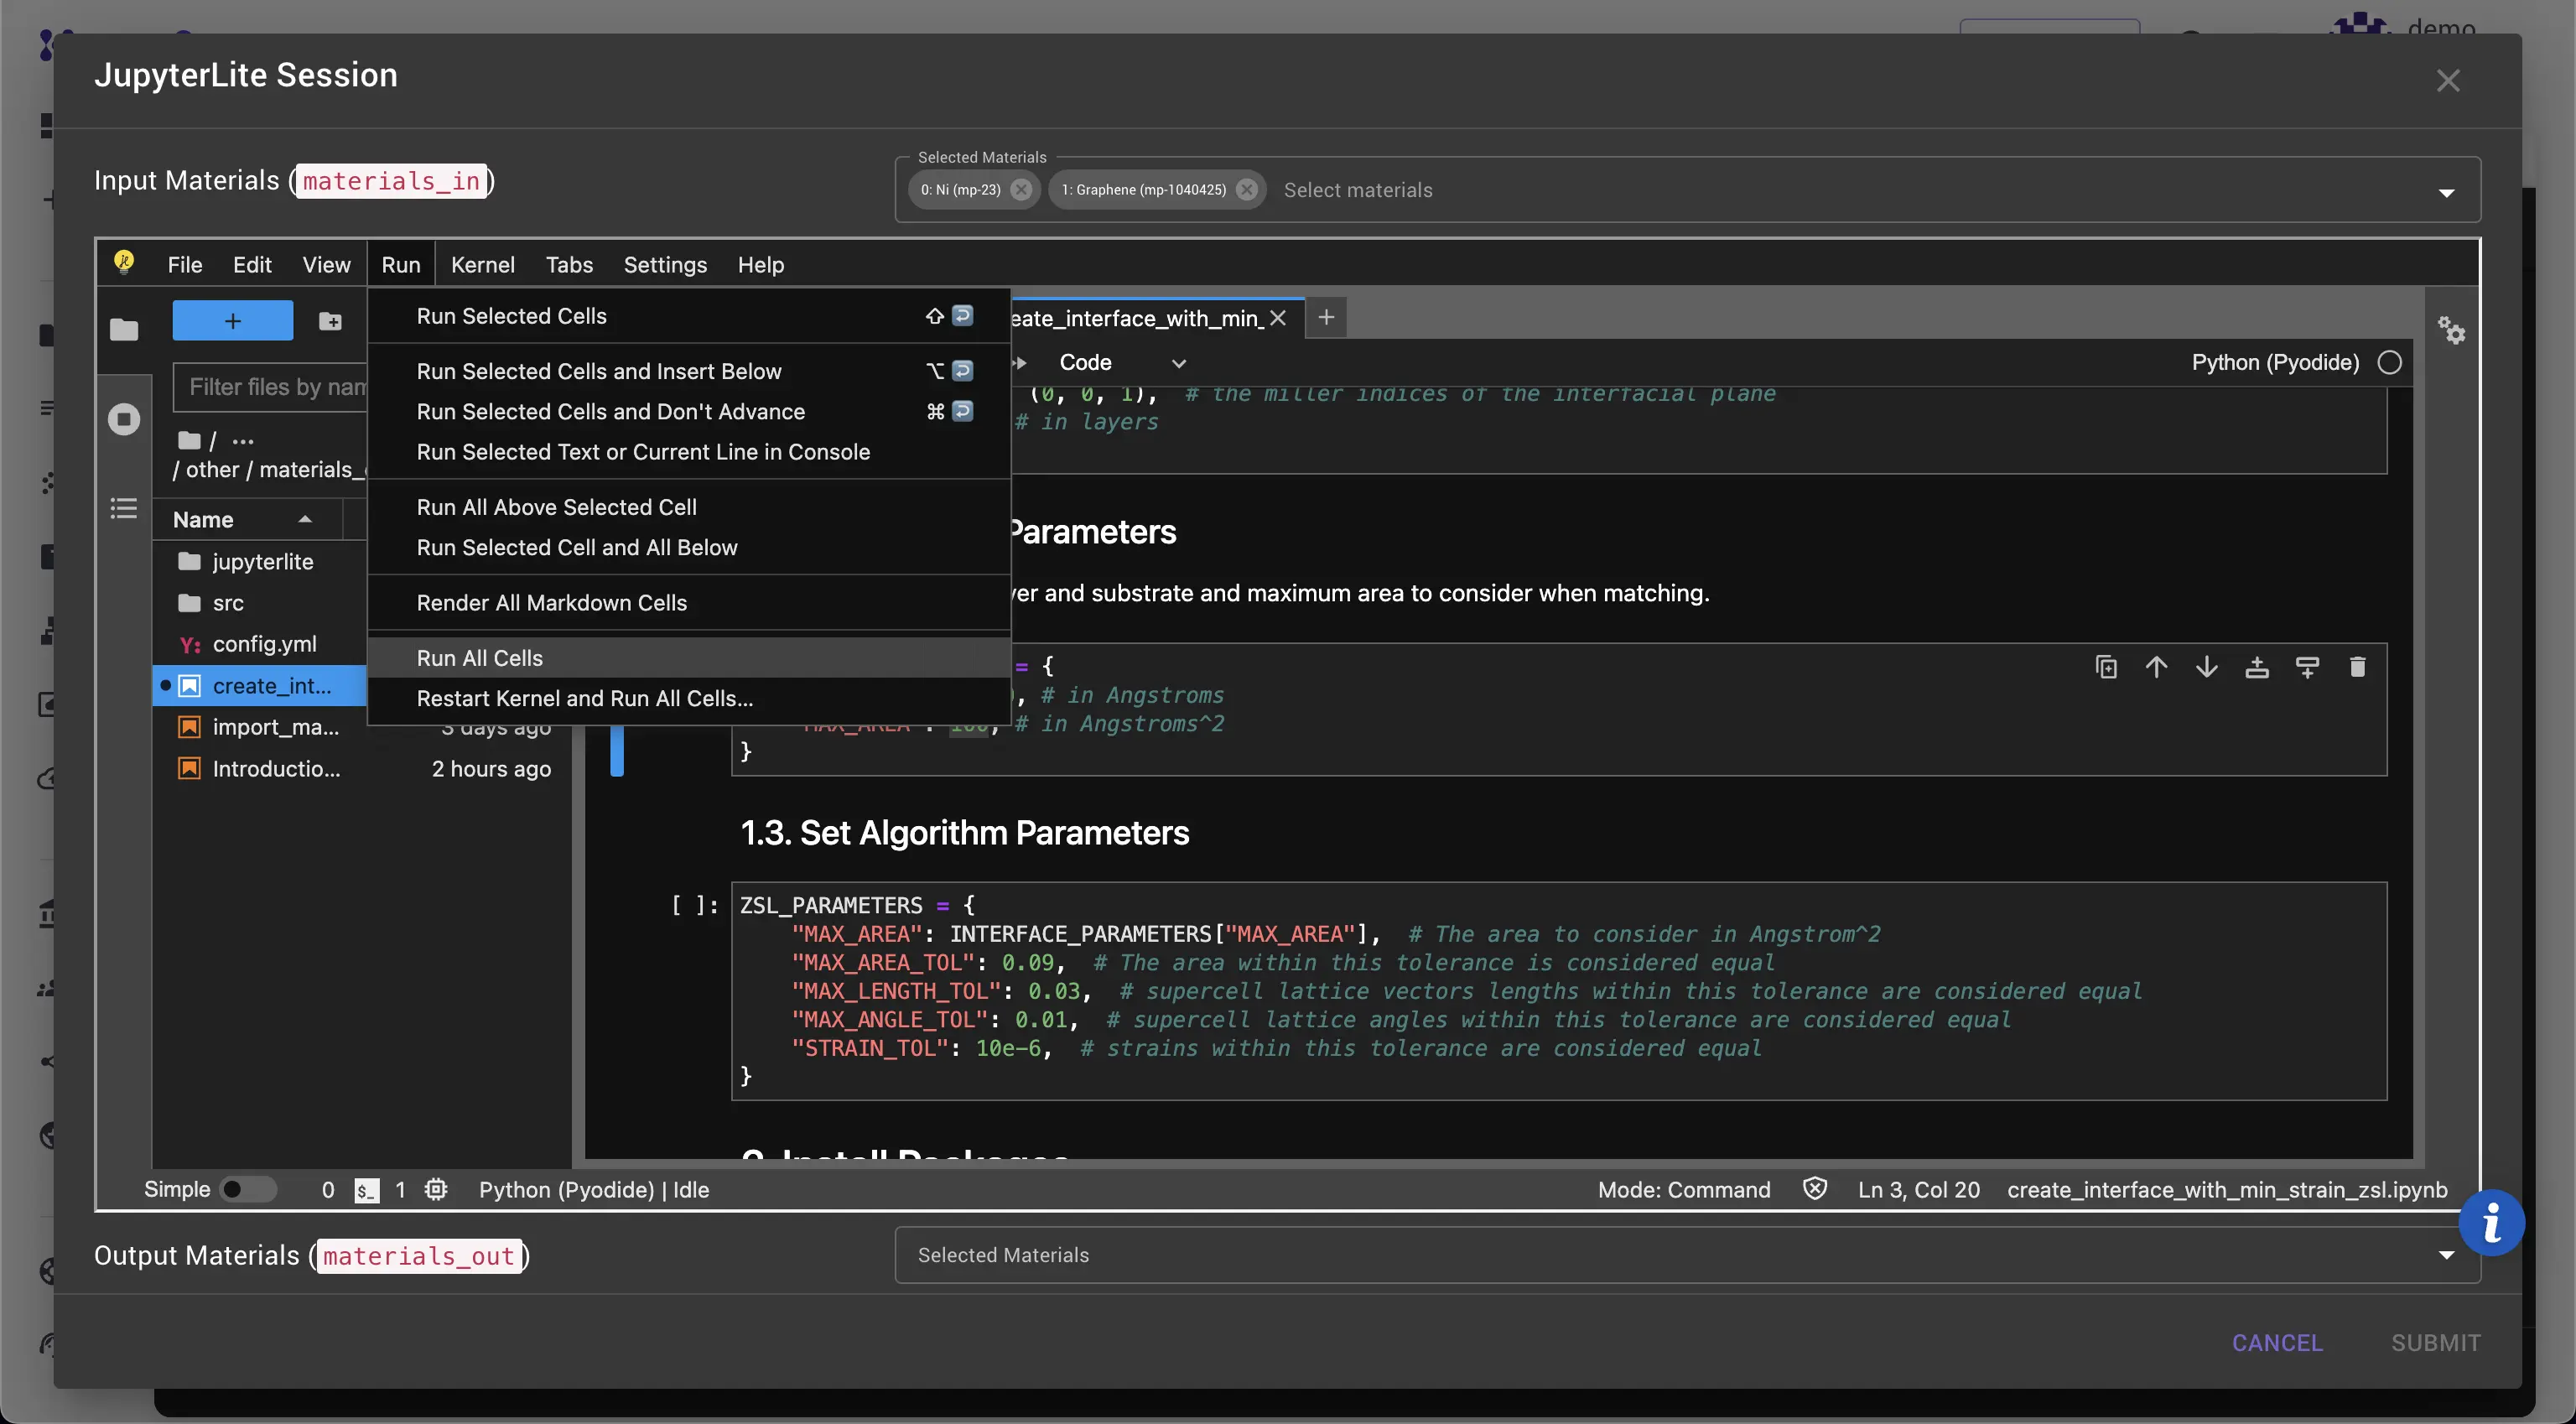 demo
JupyterLite Session
Input Materials (materials_in)
Selected Materials
0: Ni (mp-23)
1: Graphene (mp-1040425)
Select materials
File Edit View Run Kernel Tabs Settings Help
Run Selected Cells
Run Selected Cells and Insert Below
Run Selected Cells and Don't Advance
Run Selected Text or Current Line in Console
Run All Above Selected Cell
Run Selected Cell and All Below
Render All Markdown Cells
Run All Cells
Restart Kernel and Run All Cells...
+
Filter files by nam
/ ...
/ other / materials_
Name
jupyterlite
src
Y: config.yml
create_int...
import_ma... 3 days ago
Introductio... 2 hours ago
eate_interface_with_min_
+
Code
Python (Pyodide)
(0, 0, 1), # the miller indices of the interfacial plane
# in layers
Parameters
yer and substrate and maximum area to consider when matching.
= {
, # in Angstroms
"MAX_AREA": 100, # in Angstroms^2
}
1.3. Set Algorithm Parameters
[ ]:
ZSL_PARAMETERS = {
"MAX_AREA": INTERFACE_PARAMETERS["MAX_AREA"], # The area to consider in Angstrom^2
"MAX_AREA_TOL": 0.09, # The area within this tolerance is considered equal
"MAX_LENGTH_TOL": 0.03, # supercell lattice vectors lengths within this tolerance are considered equal
"MAX_ANGLE_TOL": 0.01, # supercell lattice angles within this tolerance are considered equal
"STRAIN_TOL": 10e-6, # strains within this tolerance are considered equal
}
2. Install Packages
Simple 0 $_ 1 Python (Pyodide) | Idle
Mode: Command Ln 3, Col 20 create_interface_with_min_strain_zsl.ipynb
i
Output Materials (materials_out)
Selected Materials
CANCEL SUBMIT